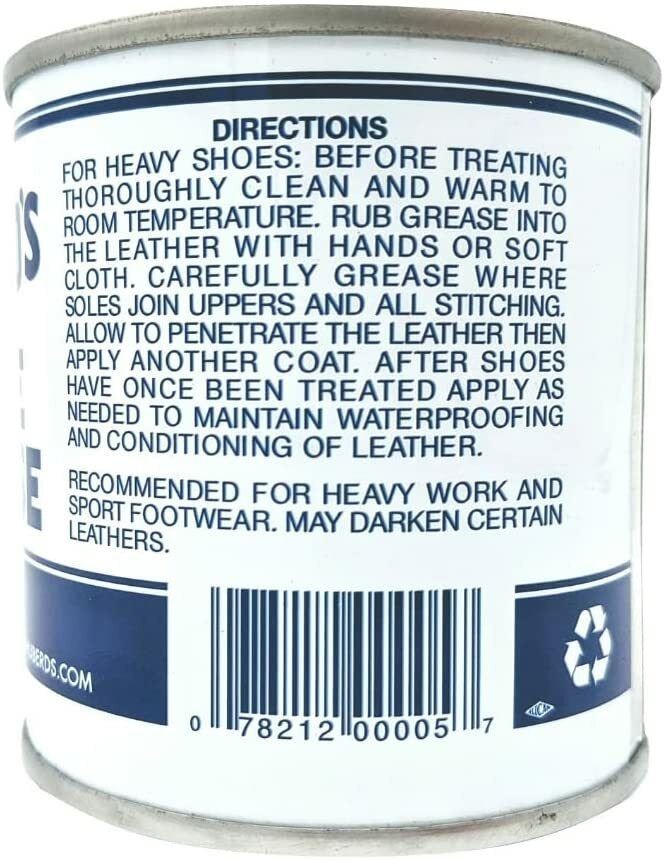 DIRECTIONS
FOR HEAVY SHOES: BEFORE TREATING
THOROUGHLY CLEAN AND WARM TO
ROOM TEMPERATURE. RUB GREASE INTO
THE LEATHER WITH HANDS OR SOFT
CLOTH. CAREFULLY GREASE WHERE
SOLES JOIN UPPERS AND ALL STITCHING.
ALLOW TO PENETRATE THE LEATHER THEN
APPLY ANOTHER COAT. AFTER SHOES
HAVE ONCE BEEN TREATED APPLY AS
NEEDED TO MAINTAIN WATERPROOFING
AND CONDITIONING OF LEATHER.
RECOMMENDED FOR HEAVY WORK AND
SPORT FOOTWEAR. MAY DARKEN CERTAIN
LEATHERS.
'S
E
UBERDS.COM
0 78212 00005 7